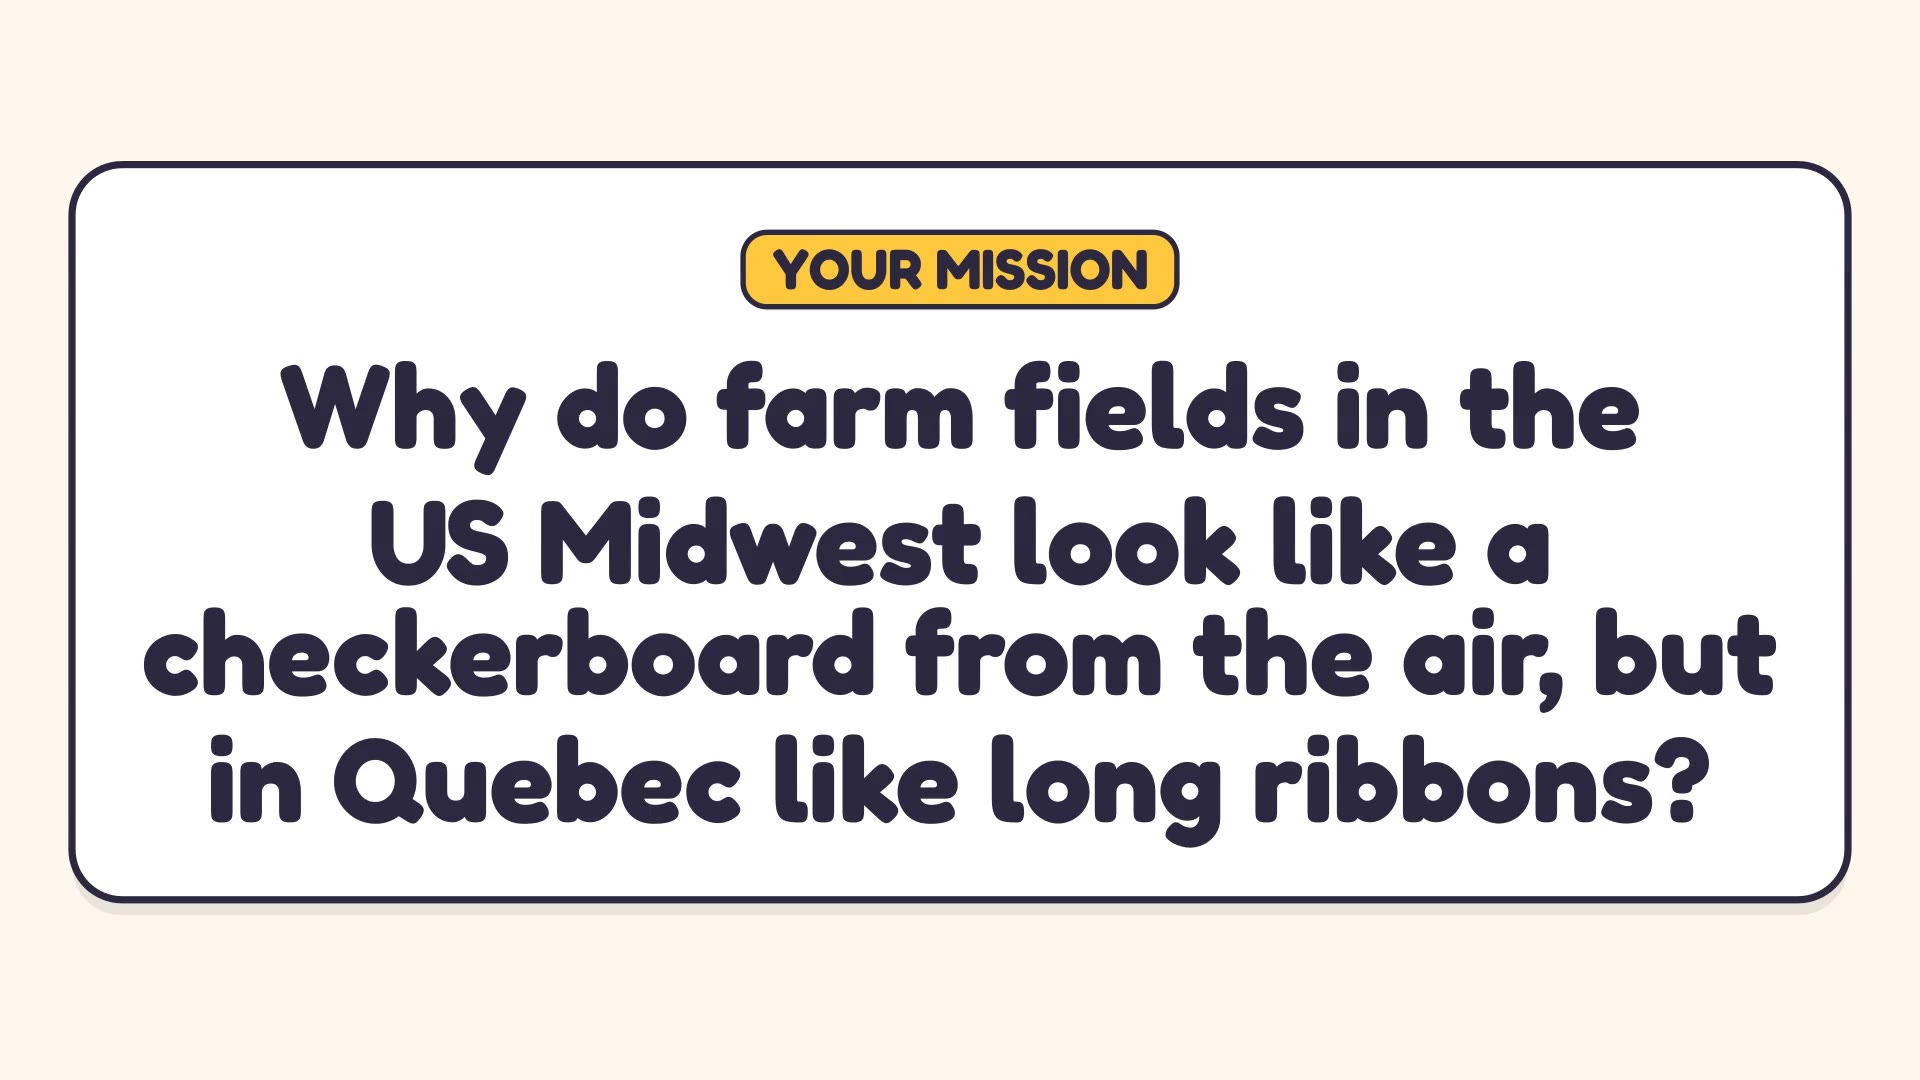 YOUR MISSION
Why do farm fields in the
US Midwest look like a
checkerboard from the air, but
in Quebec like long ribbons?